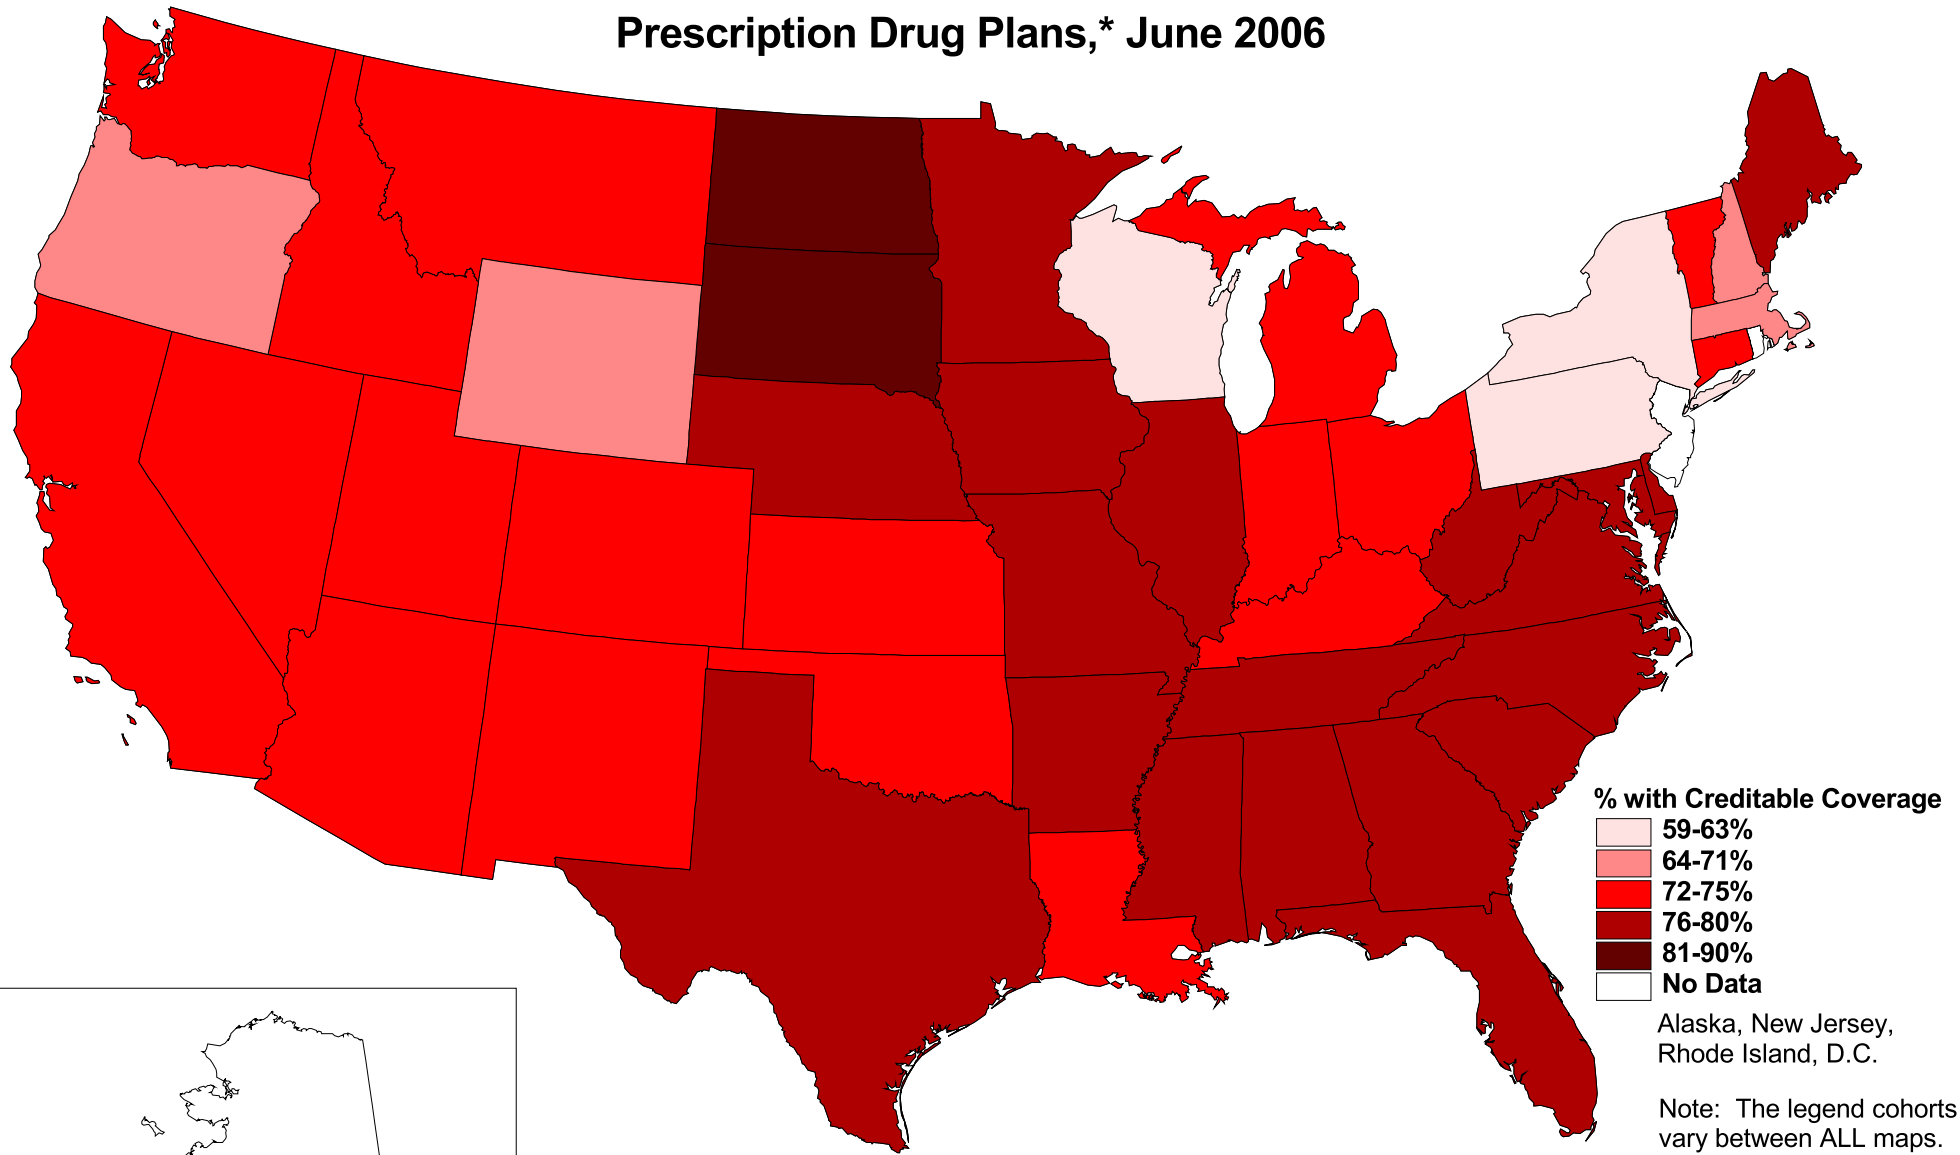 Prescription Drug Plans,* June 2006
% with Creditable Coverage
59-63%
64-71%
72-75%
76-80%
81-90%
No Data
Alaska, New Jersey,
Rhode Island, D.C.
Note:  The legend cohorts
vary between ALL maps.